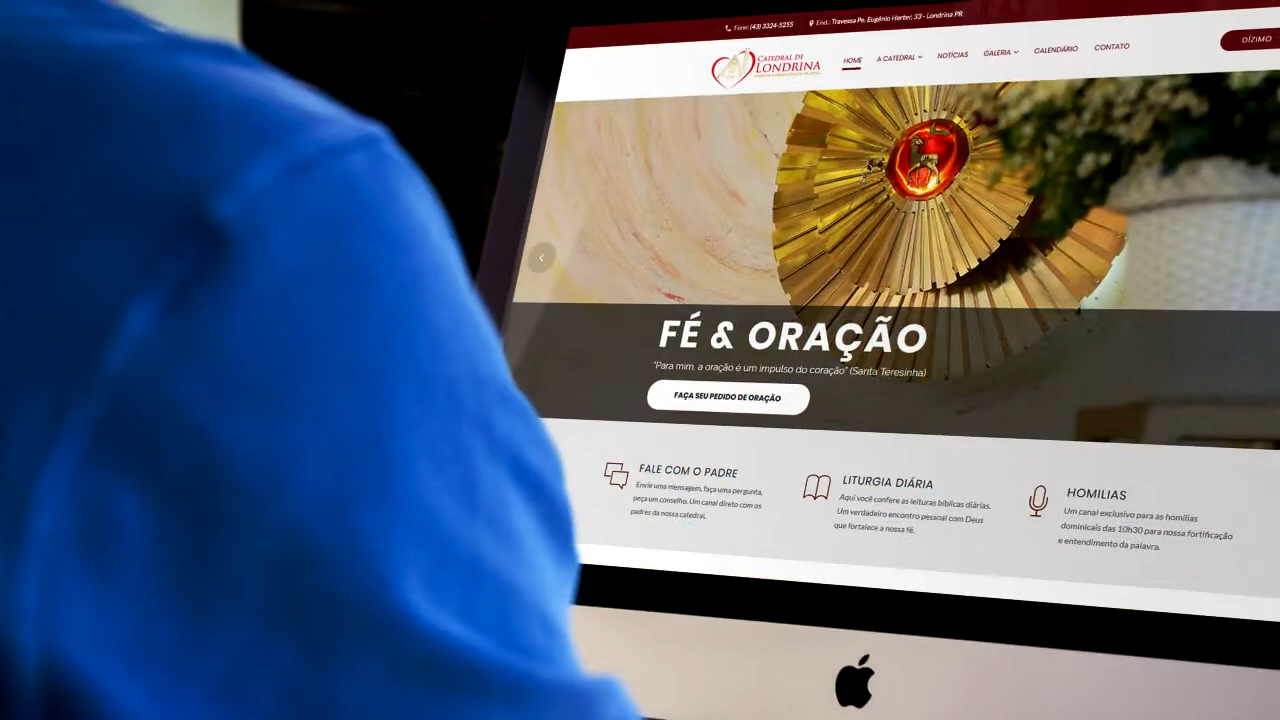 Fone: (43) 3324-5255
End.: Travessa Pe. Eugênio Herter, 33 - Londrina PR
CATEDRAL DE
LONDRINA
HOME
A CATEDRAL
NOTÍCIAS
GALERIA
CALENDÁRIO
CONTATO
DÍZIMO
FÉ & ORAÇÃO
"Para mim, a oração é um impulso do coração" (Santa Teresinha)
FAÇA SEU PEDIDO DE ORAÇÃO
FALE COM O PADRE
Envie uma mensagem, faça uma pergunta,
peça um conselho. Um canal direto com os
padres da nossa catedral.
LITURGIA DIÁRIA
Aqui você confere as leituras bíblicas diárias.
Um verdadeiro encontro pessoal com Deus
que fortalece a nossa fé.
HOMILIAS
Um canal exclusivo para as homilias
dominicais das 10h30 para nossa fortificação
e entendimento da palavra.